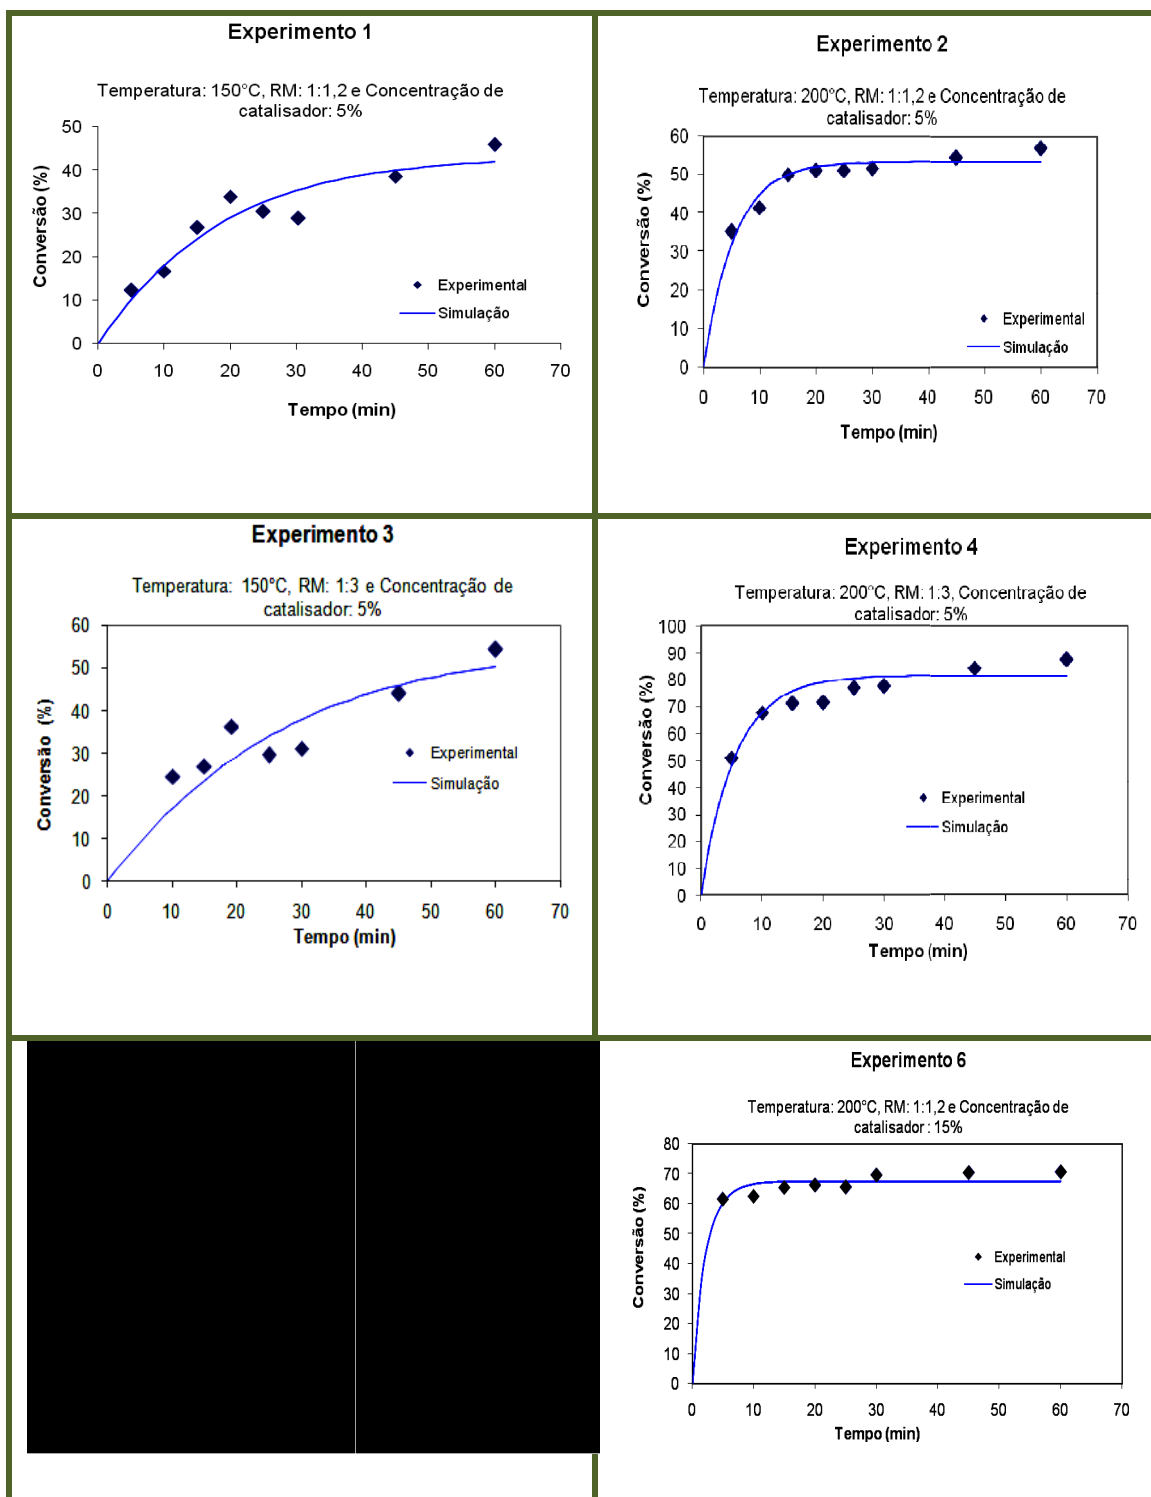 Experimento 1
Temperatura: 150°C, RM: 1:1,2 e Concentração de
catalisador: 5%
50
40
30
20
10
0
Conversão (%)
Experimental
Simulação
0 10 20 30 40 50 60 70
Tempo (min)
Experimento 2
Temperatura: 200°C, RM: 1:1,2 e Concentração de
catalisador: 5%
60
50
40
30
20
10
0
Conversão (%)
Experimental
Simulação
0 10 20 30 40 50 60 70
Tempo (min)
Experimento 3
Temperatura: 150°C, RM: 1:3 e Concentração de
catalisador: 5%
60
50
40
30
20
10
0
Conversão (%)
Experimental
Simulação
0 10 20 30 40 50 60 70
Tempo (min)
Experimento 4
Temperatura: 200°C, RM: 1:3, Concentração de
catalisador: 5%
100
90
80
70
60
50
40
30
20
10
0
Conversão (%)
Experimental
Simulação
0 10 20 30 40 50 60 70
Tempo (min)
Experimento 6
Temperatura: 200°C, RM: 1:1,2 e Concentração de
catalisador : 15%
80
70
60
50
40
30
20
10
0
Conversão (%)
Experimental
Simulação
0 10 20 30 40 50 60 70
Tempo (min)